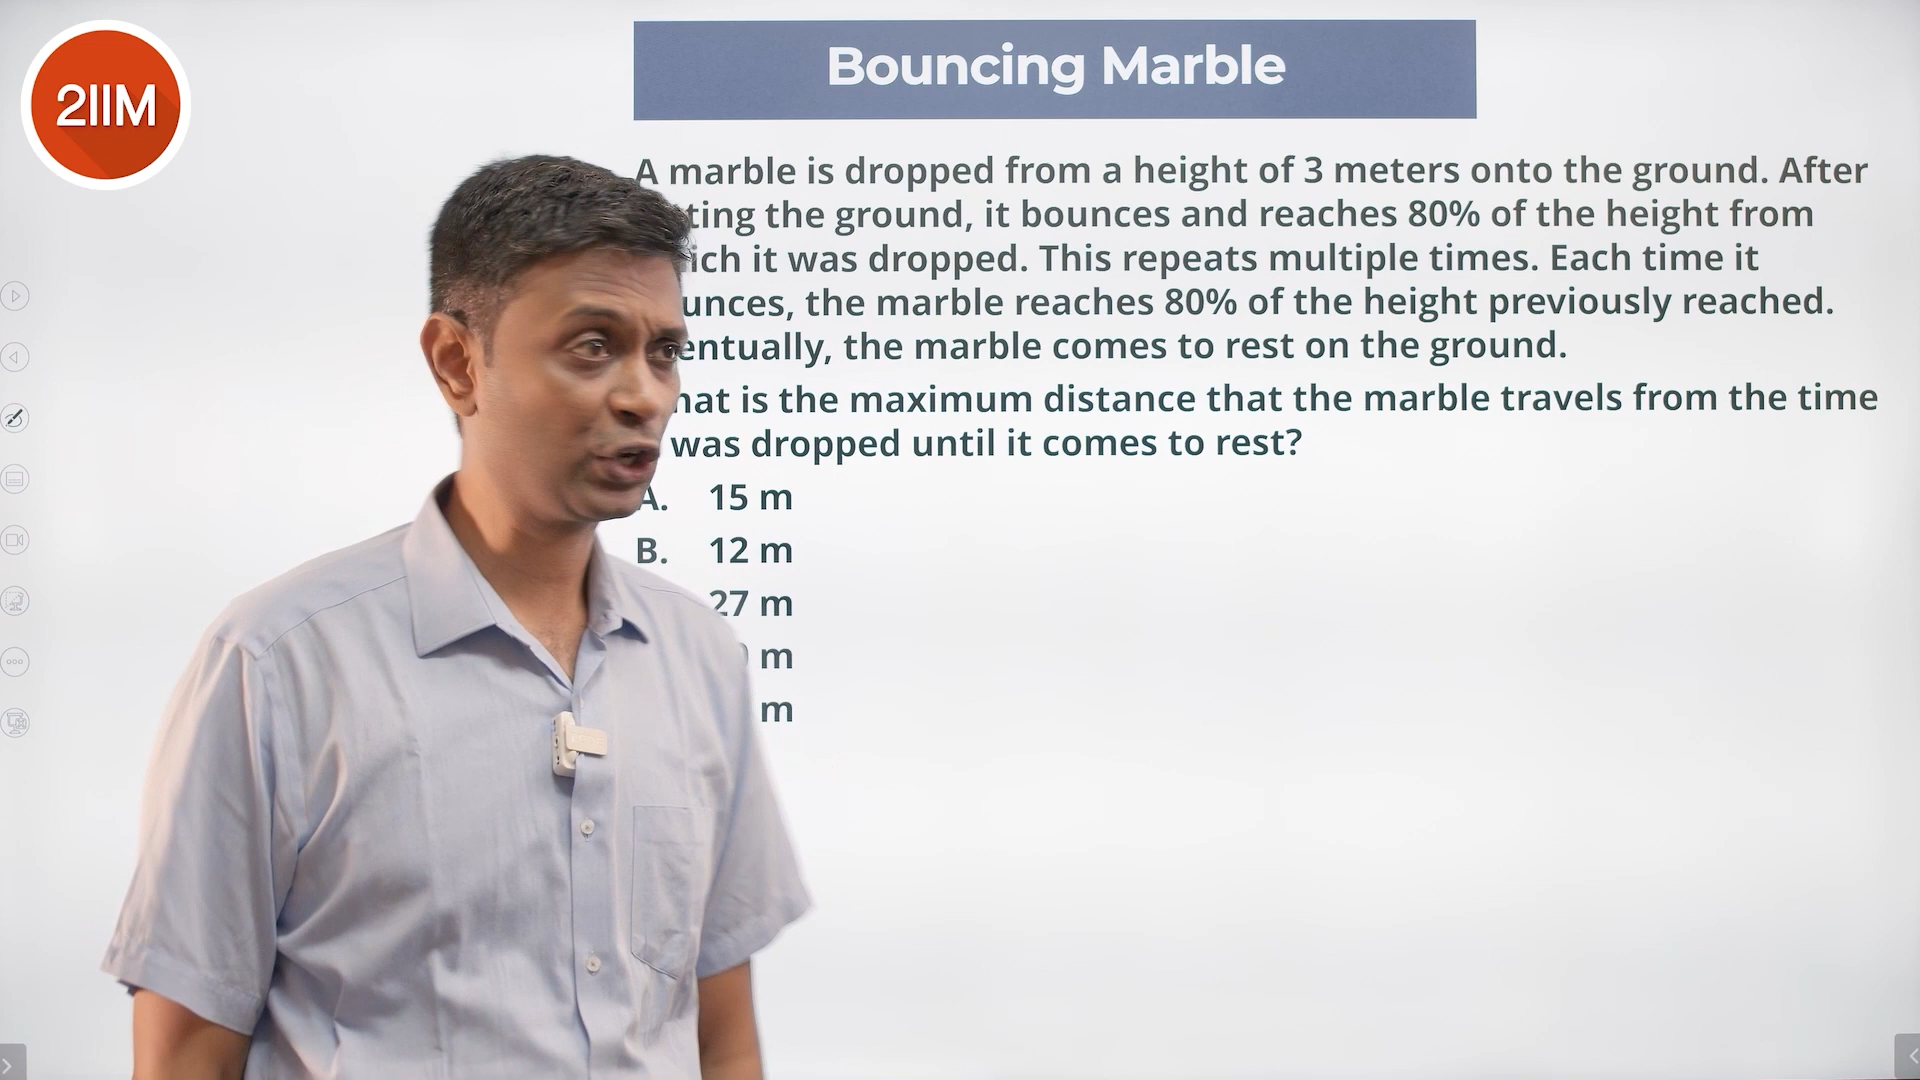 2IIM
Bouncing Marble
A marble is dropped from a height of 3 meters onto the ground. After
ting the ground, it bounces and reaches 80% of the height from
ich it was dropped. This repeats multiple times. Each time it
unces, the marble reaches 80% of the height previously reached.
entually, the marble comes to rest on the ground.
hat is the maximum distance that the marble travels from the time
was dropped until it comes to rest?
A. 15 m
B. 12 m
27 m
m
m